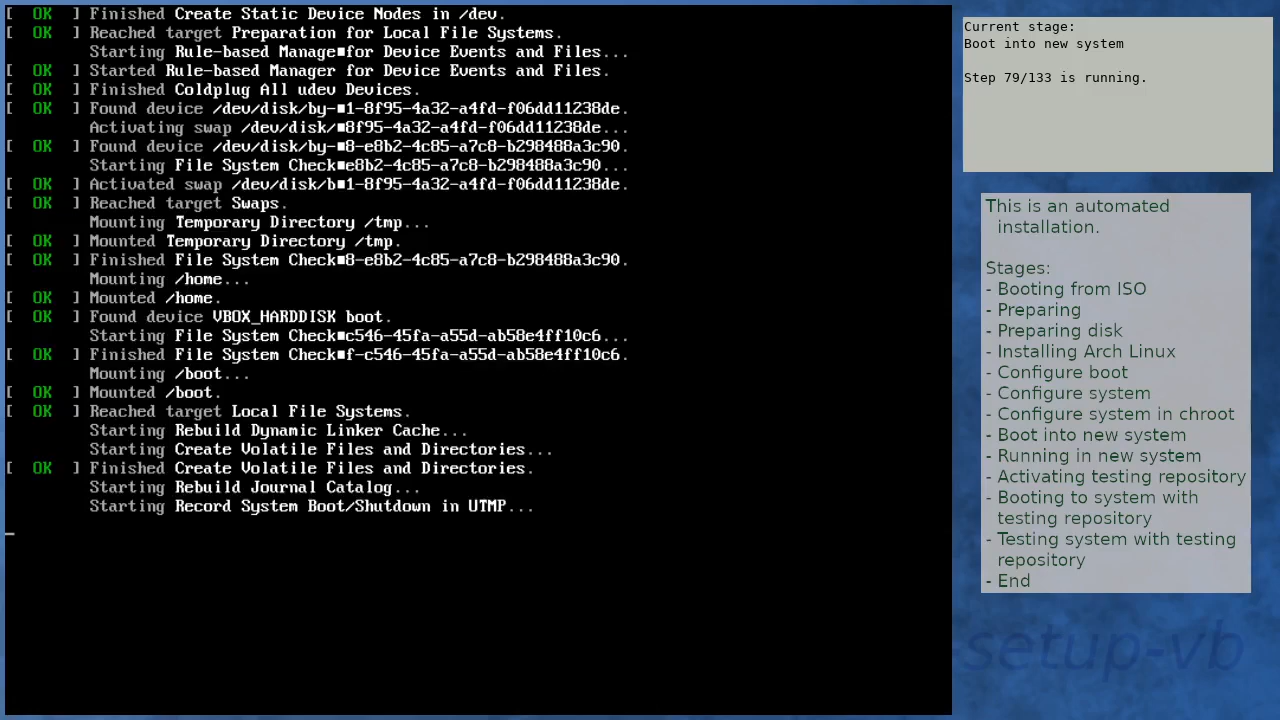 [  OK  ] Finished Create Static Device Nodes in /dev.
[  OK  ] Reached target Preparation for Local File Systems.
Starting Rule-based Manage■for Device Events and Files...
[  OK  ] Started Rule-based Manager for Device Events and Files.
[  OK  ] Finished Coldplug All udev Devices.
[  OK  ] Found device /dev/disk/by-■1-8f95-4a32-a4fd-f06dd11238de.
Activating swap /dev/disk/■8f95-4a32-a4fd-f06dd11238de...
[  OK  ] Found device /dev/disk/by-■8-e8b2-4c85-a7c8-b298488a3c90.
Starting File System Check■e8b2-4c85-a7c8-b298488a3c90...
[  OK  ] Activated swap /dev/disk/b■1-8f95-4a32-a4fd-f06dd11238de.
[  OK  ] Reached target Swaps.
Mounting Temporary Directory /tmp...
[  OK  ] Mounted Temporary Directory /tmp.
[  OK  ] Finished File System Check■8-e8b2-4c85-a7c8-b298488a3c90.
Mounting /home...
[  OK  ] Mounted /home.
[  OK  ] Found device VBOX_HARDDISK boot.
Starting File System Check■c546-45fa-a55d-ab58e4ff10c6...
[  OK  ] Finished File System Check■f-c546-45fa-a55d-ab58e4ff10c6.
Mounting /boot...
[  OK  ] Mounted /boot.
[  OK  ] Reached target Local File Systems.
Starting Rebuild Dynamic Linker Cache...
Starting Create Volatile Files and Directories...
[  OK  ] Finished Create Volatile Files and Directories.
Starting Rebuild Journal Catalog...
Starting Record System Boot/Shutdown in UTMP...
Current stage:
Boot into new system
Step 79/133 is running.
This is an automated
installation.
Stages:
- Booting from ISO
- Preparing
- Preparing disk
- Installing Arch Linux
- Configure boot
- Configure system
- Configure system in chroot
- Boot into new system
- Running in new system
- Activating testing repository
- Booting to system with
testing repository
- Testing system with testing
repository
- End
-setup-vb